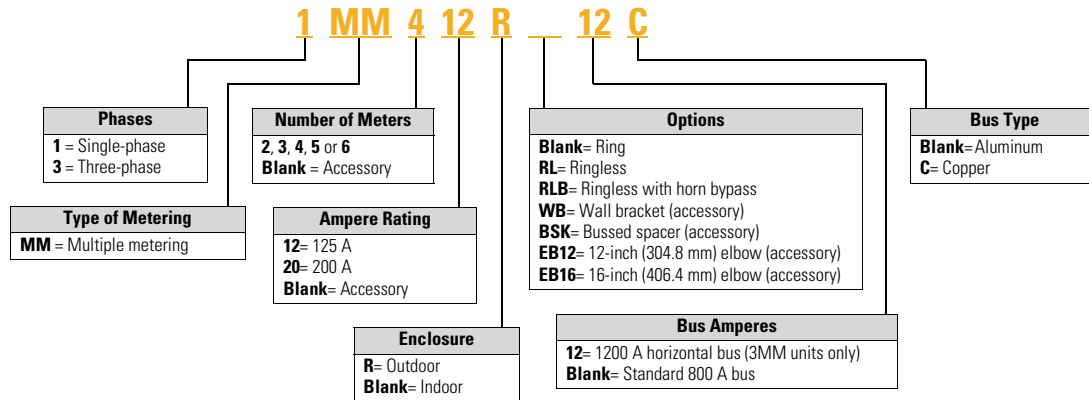 1 MM 4 12 R __ 12 C
Phases
1 = Single-phase
3 = Three-phase
Type of Metering
MM = Multiple metering
Number of Meters
2, 3, 4, 5 or 6
Blank = Accessory
Ampere Rating
12= 125 A
20= 200 A
Blank= Accessory
Enclosure
R= Outdoor
Blank= Indoor
Options
Blank= Ring
RL= Ringless
RLB= Ringless with horn bypass
WB= Wall bracket (accessory)
BSK= Bussed spacer (accessory)
EB12= 12-inch (304.8 mm) elbow (accessory)
EB16= 16-inch (406.4 mm) elbow (accessory)
Bus Amperes
12= 1200 A horizontal bus (3MM units only)
Blank= Standard 800 A bus
Bus Type
Blank= Aluminum
C= Copper